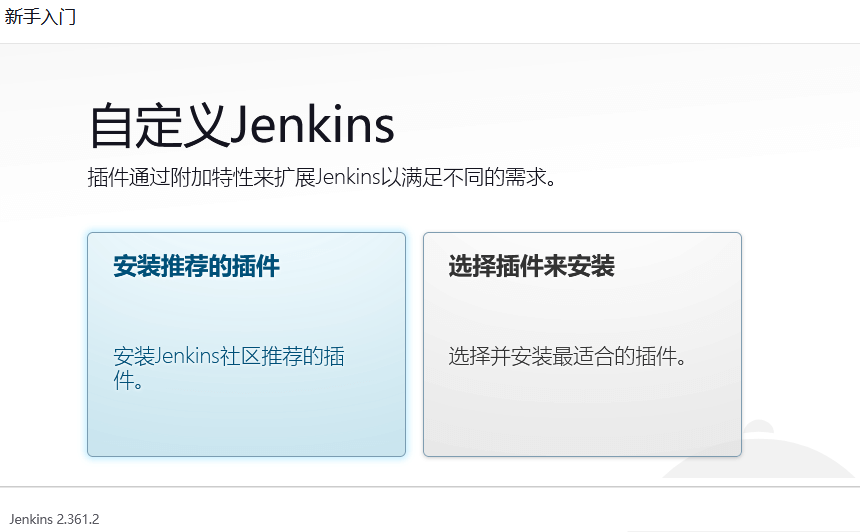 新手入门
自定义Jenkins
插件通过附加特性来扩展Jenkins以满足不同的需求。
安装推荐的插件
安装Jenkins社区推荐的插
件。
选择插件来安装
选择并安装最适合的插件。
Jenkins 2.361.2